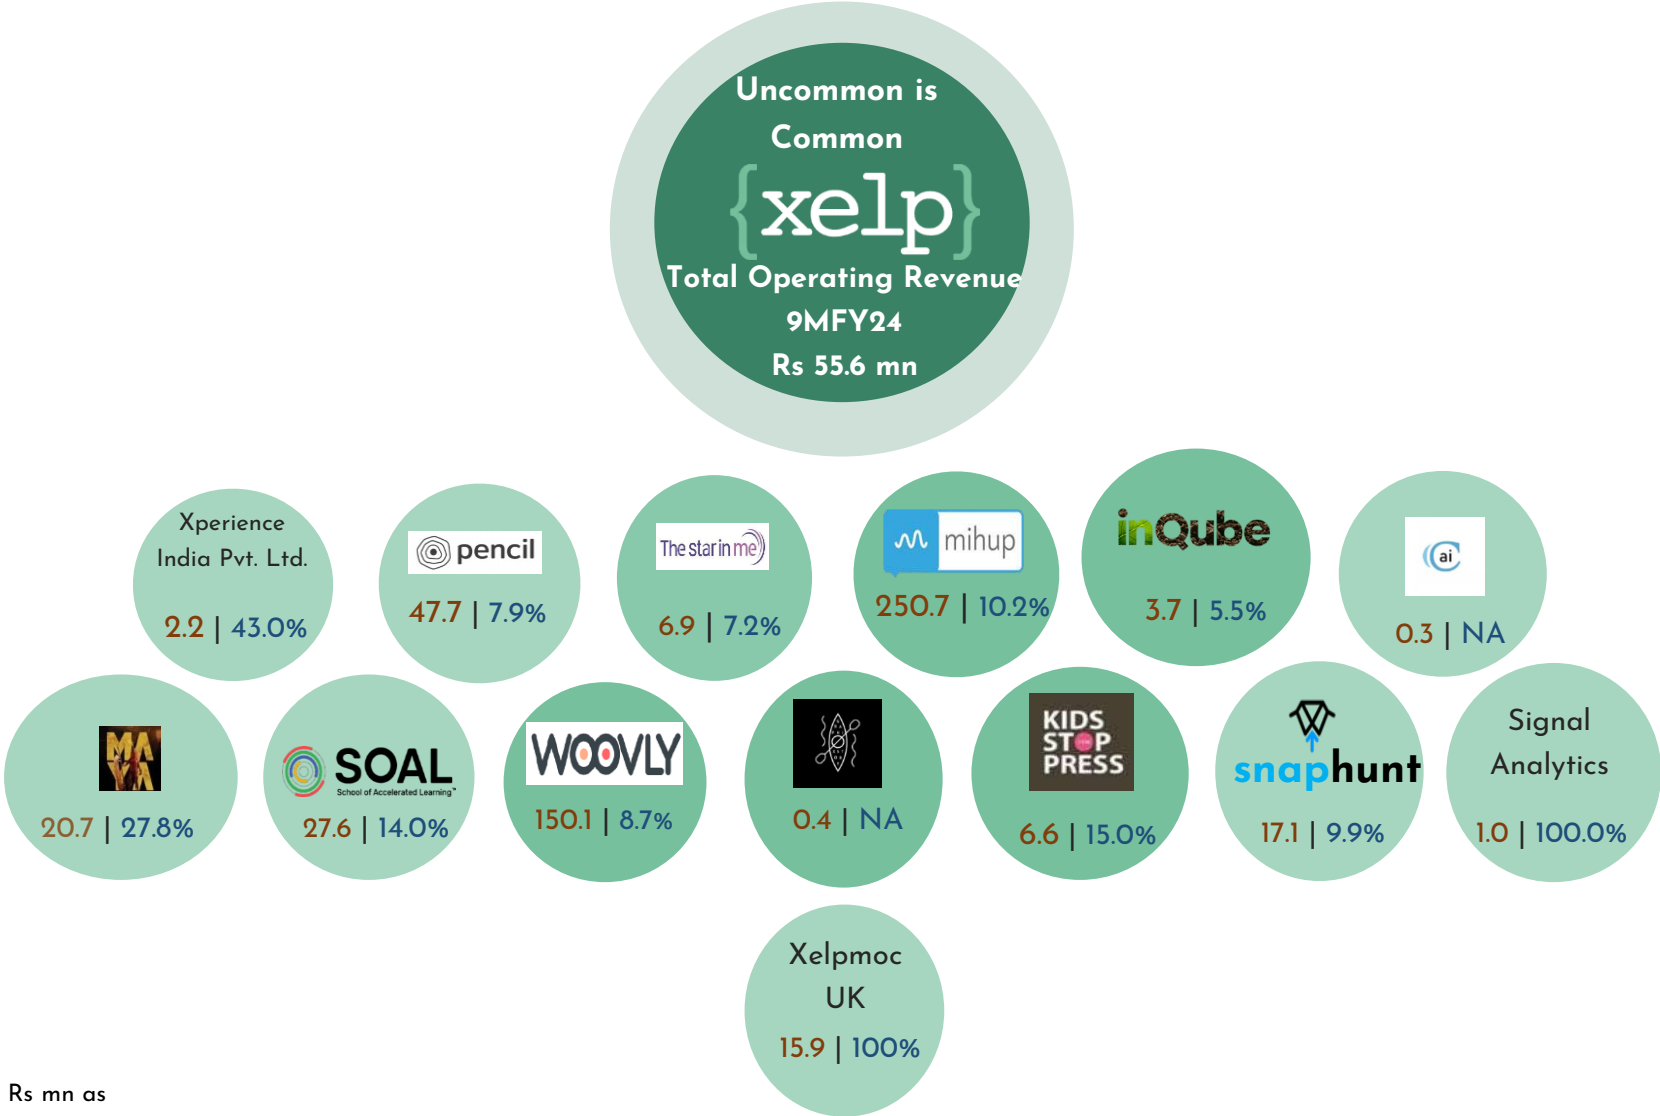 Uncommon is
Common
{xelp}
Total Operating Revenue
9MFY24
Rs 55.6 mn
Xperience
India Pvt. Ltd.
2.2 | 43.0%
pencil
47.7 | 7.9%
The star in me
6.9 | 7.2%
mihup
250.7 | 10.2%
inQube
3.7 | 5.5%
ai
0.3 | NA
MA
YA
20.7 | 27.8%
SOAL
School of Accelerated Learning™
27.6 | 14.0%
WOOVLY
150.1 | 8.7%
0.4 | NA
KIDS
STOP
PRESS
6.6 | 15.0%
snaphunt
17.1 | 9.9%
Signal
Analytics
1.0 | 100.0%
Xelpmoc
UK
15.9 | 100%
Rs mn as